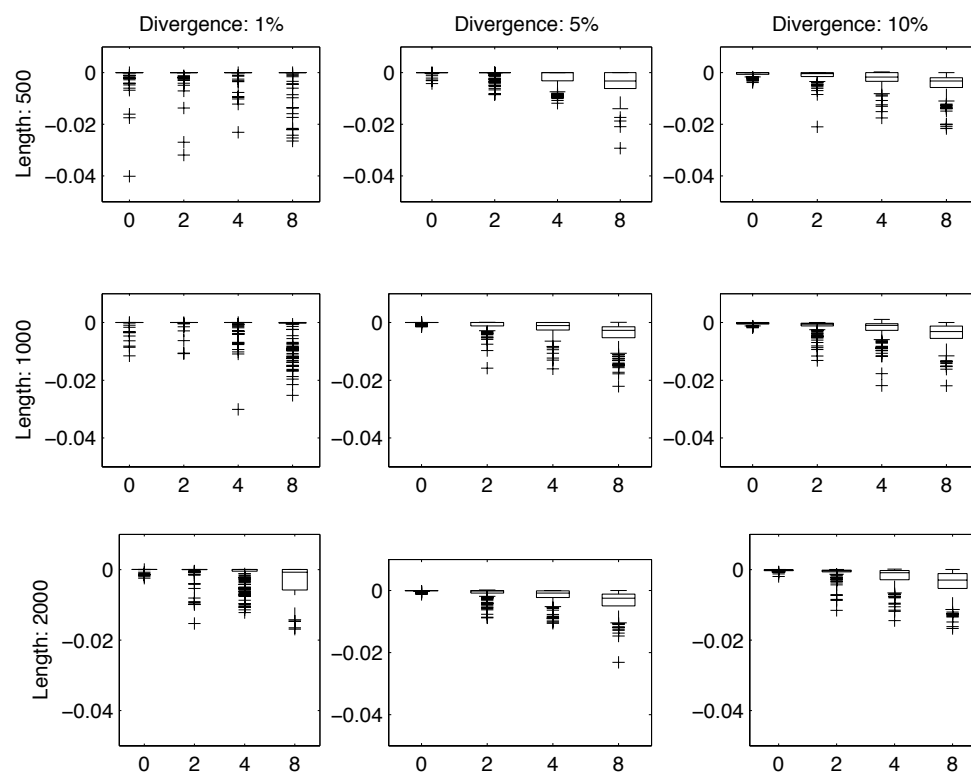 Divergence: 1% 5% Divergence: 10%
Length: 500
0 0 0
−0.02 −0.02 −0.02
−0.04 −0.04 −0.04
0 2 4 8 0 2 4 8 0 2 4 8
Length: 1000
0 0 0
−0.02 −0.02 −0.02
−0.04 −0.04 −0.04
0 2 4 8 0 2 4 8 0 2 4 8
Length: 2000
0 0 0
−0.02 −0.02 −0.02
−0.04 −0.04 −0.04
0 2 4 8 0 2 4 8 0 2 4 8